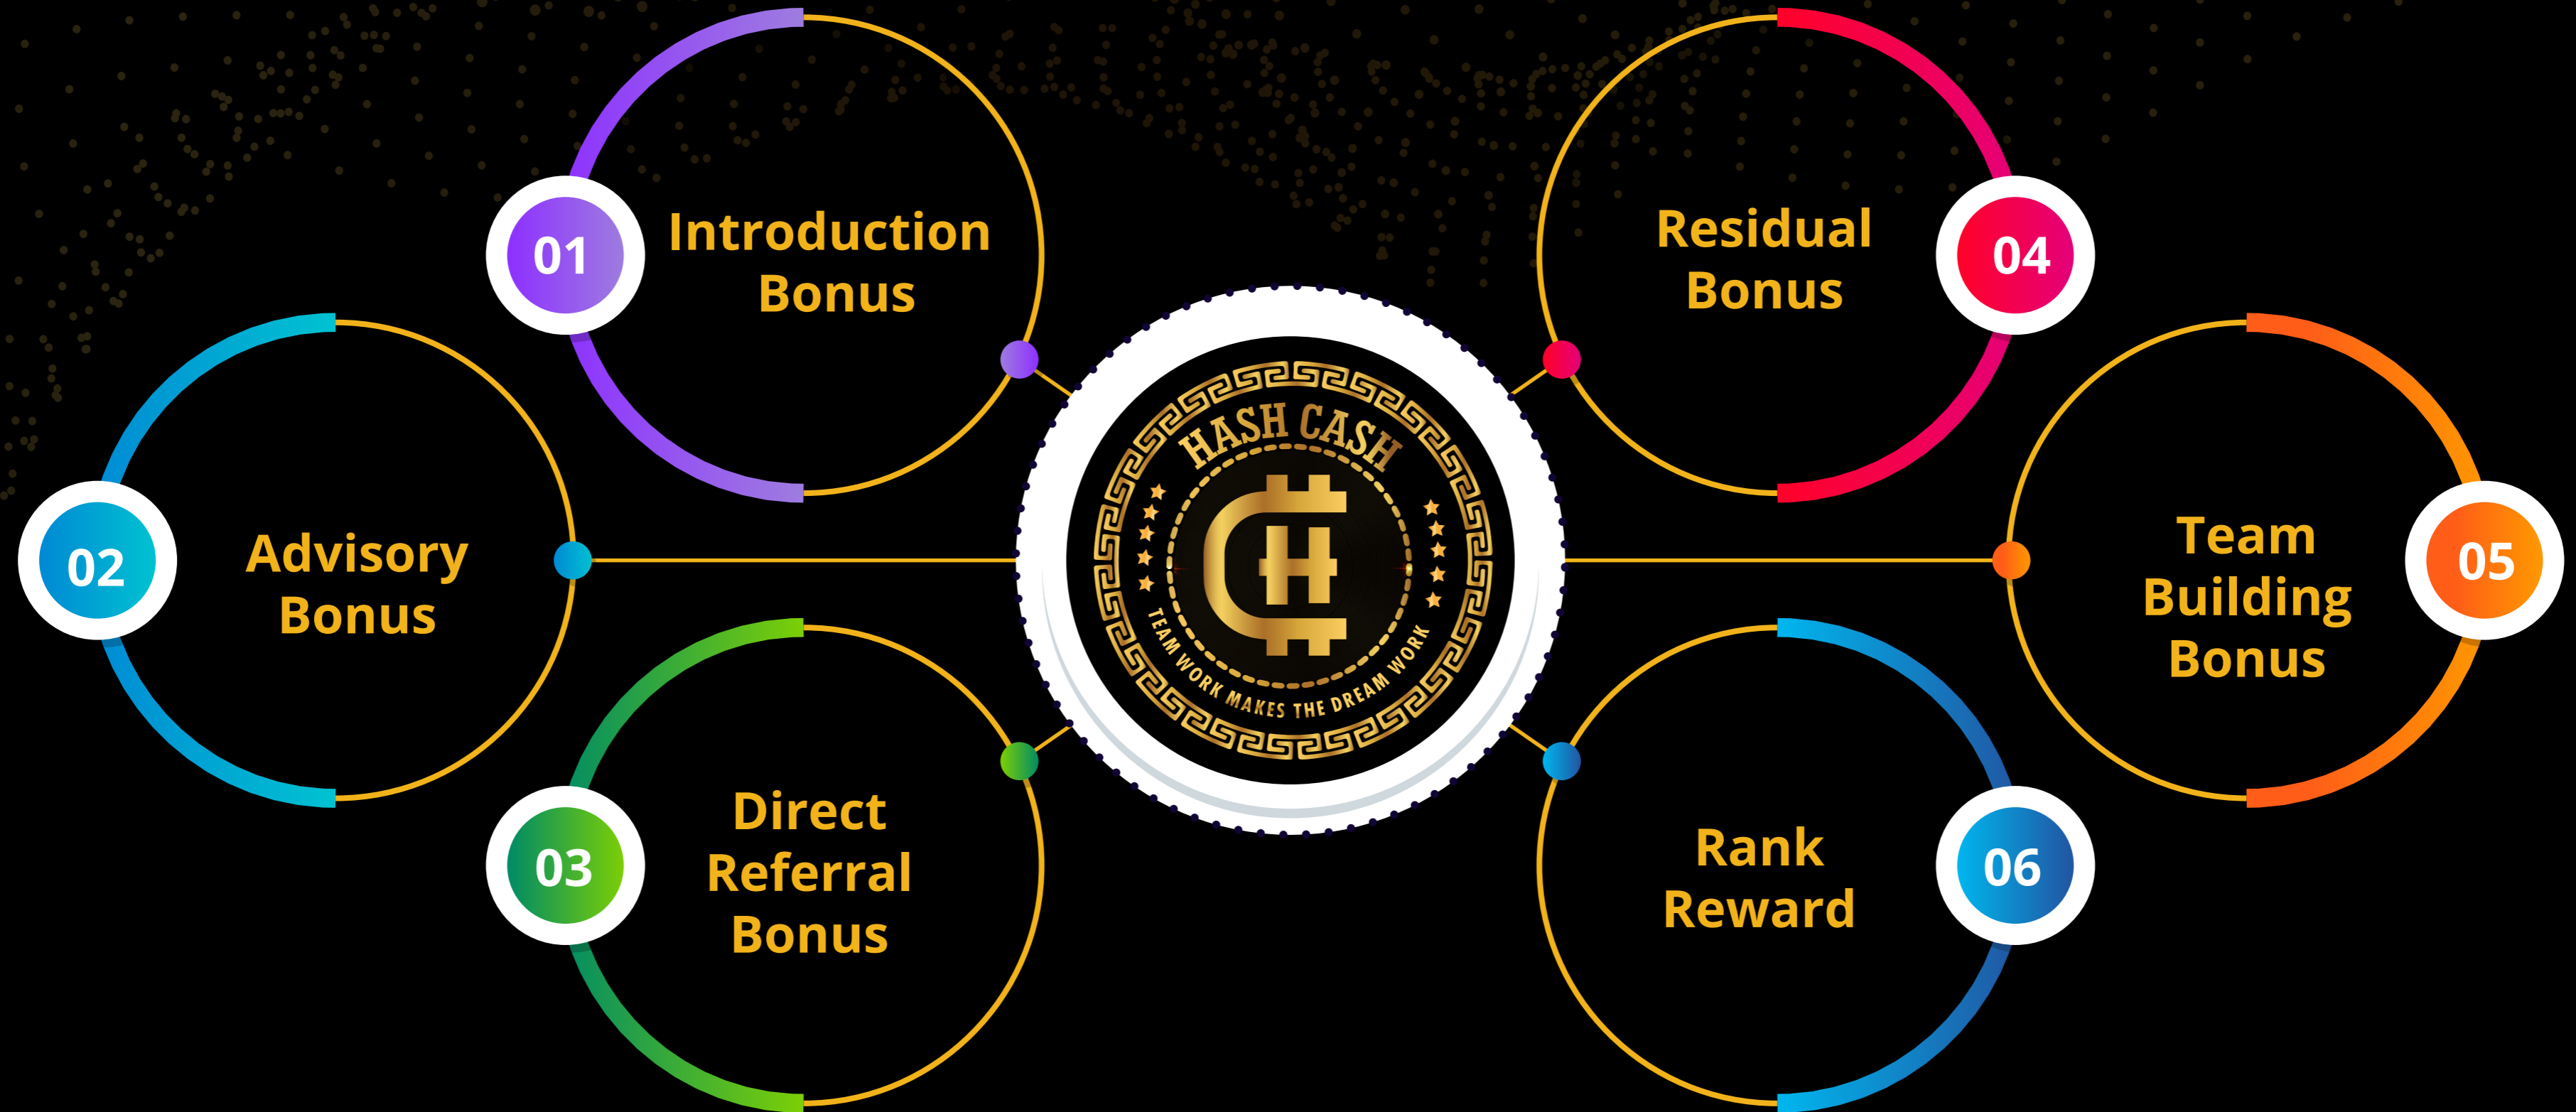 01
Introduction
Bonus
02
Advisory
Bonus
03
Direct
Referral
Bonus
HASH CASH
TEAM WORK MAKES THE DREAM WORK
Residual
Bonus
04
Team
Building
Bonus
05
Rank
Reward
06